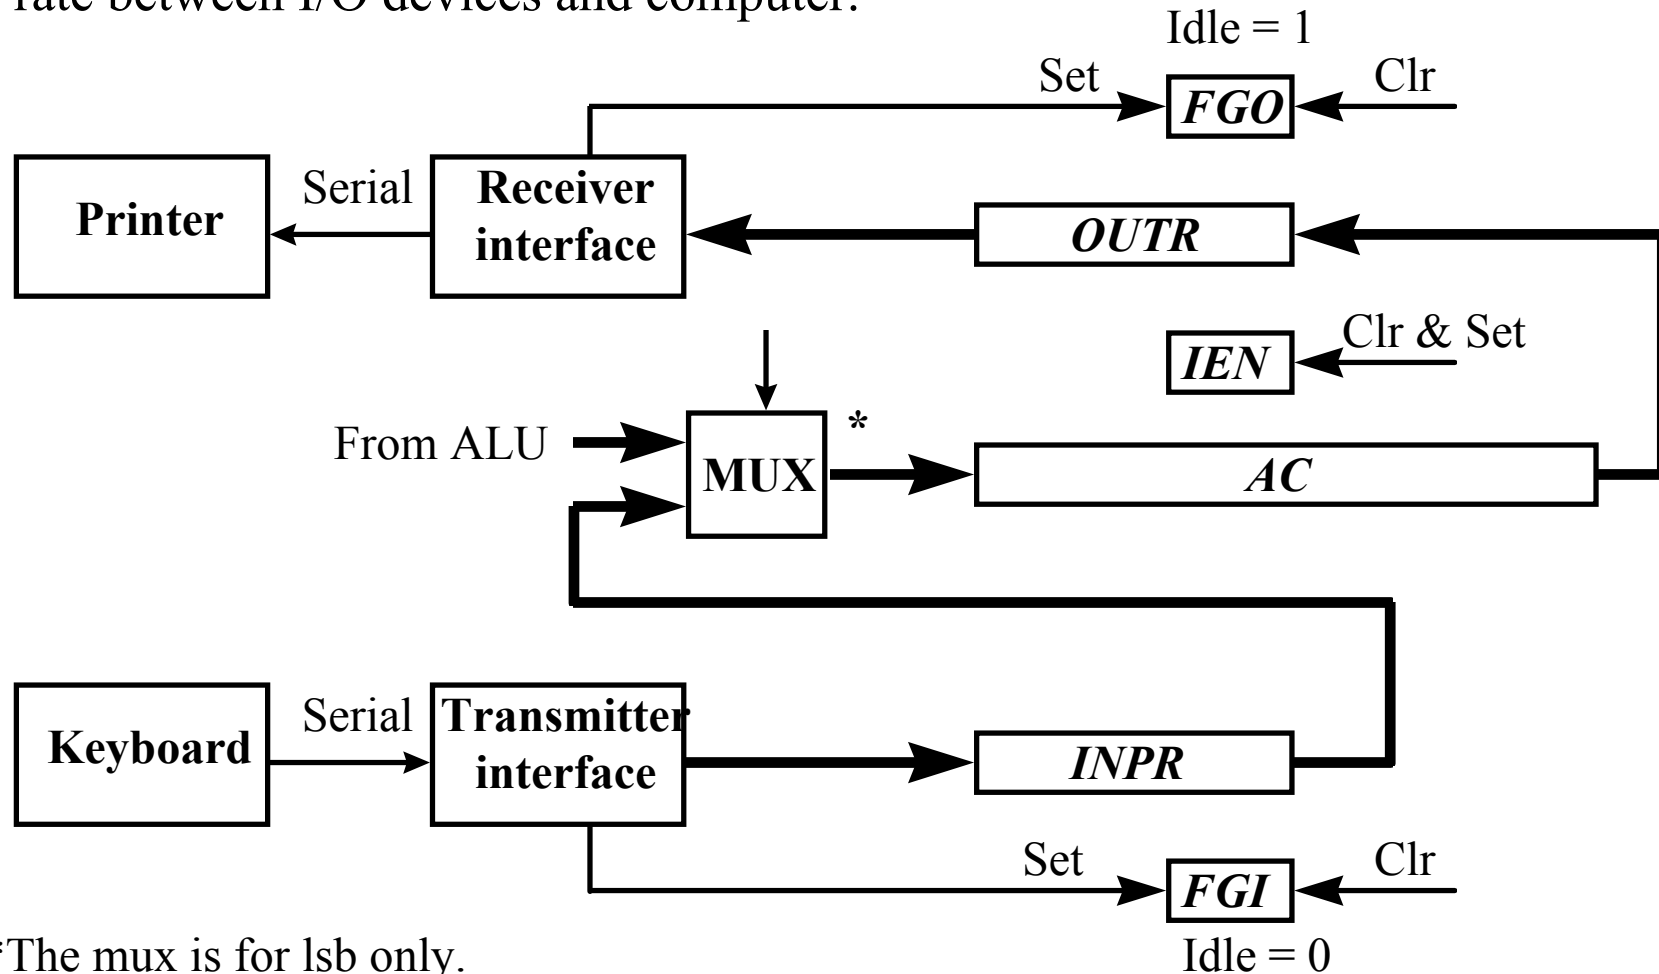 rate between I/O devices and computer.
Idle = 1
Set
Clr
FGO
Printer
Serial
Receiver
interface
OUTR
Clr & Set
IEN
From ALU
MUX
*
AC
Keyboard
Serial
Transmitter
interface
INPR
Set
Clr
FGI
*The mux is for lsb only.
Idle = 0